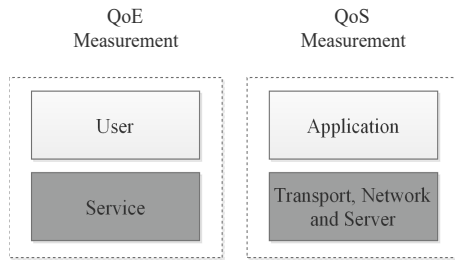 QoE
Measurement
User
Service
QoS
Measurement
Application
Transport, Network
and Server